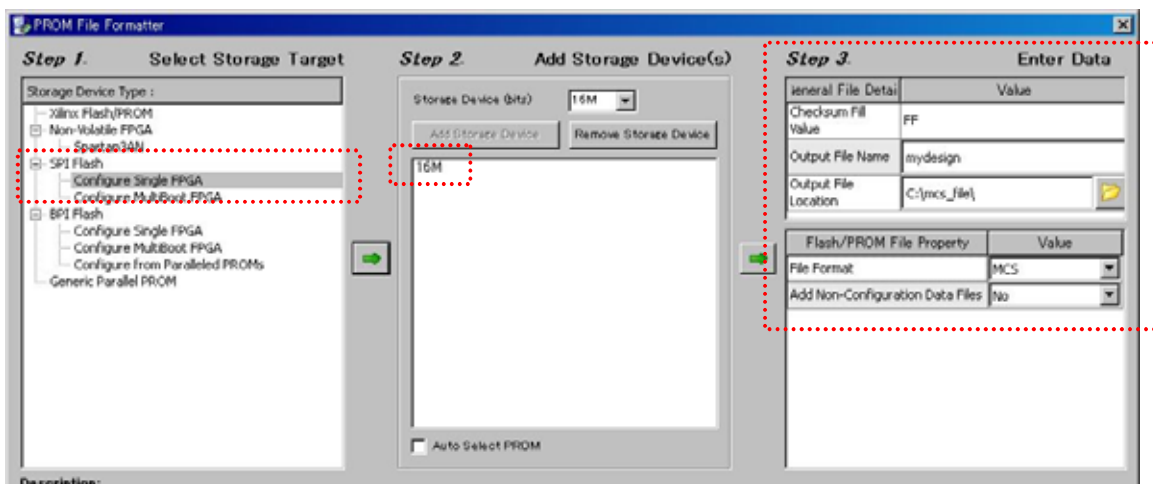 PROM File Formatter
Step 1. Select Storage Target
Storage Device Type :
Xilinx Flash/PROM
Non-Volatile FPGA
Spartan3AN
SPI Flash
Configure Single FPGA
Configure MultiBoot FPGA
BPI Flash
Configure Single FPGA
Configure MultiBoot FPGA
Configure from Paralleled PROMs
Generic Parallel PROM
Step 2. Add Storage Device(s)
Storage Device (bits) 16M
Add Storage Device Remove Storage Device
16M
Auto Select PROM
Step 3. Enter Data
ieneral File Detai Value
Checksum Fill
Value FF
Output File Name mydesign
Output File
Location C:\mcs_file\
Flash/PROM File Property Value
File Format MCS
Add Non-Configuration Data Files No
Description: